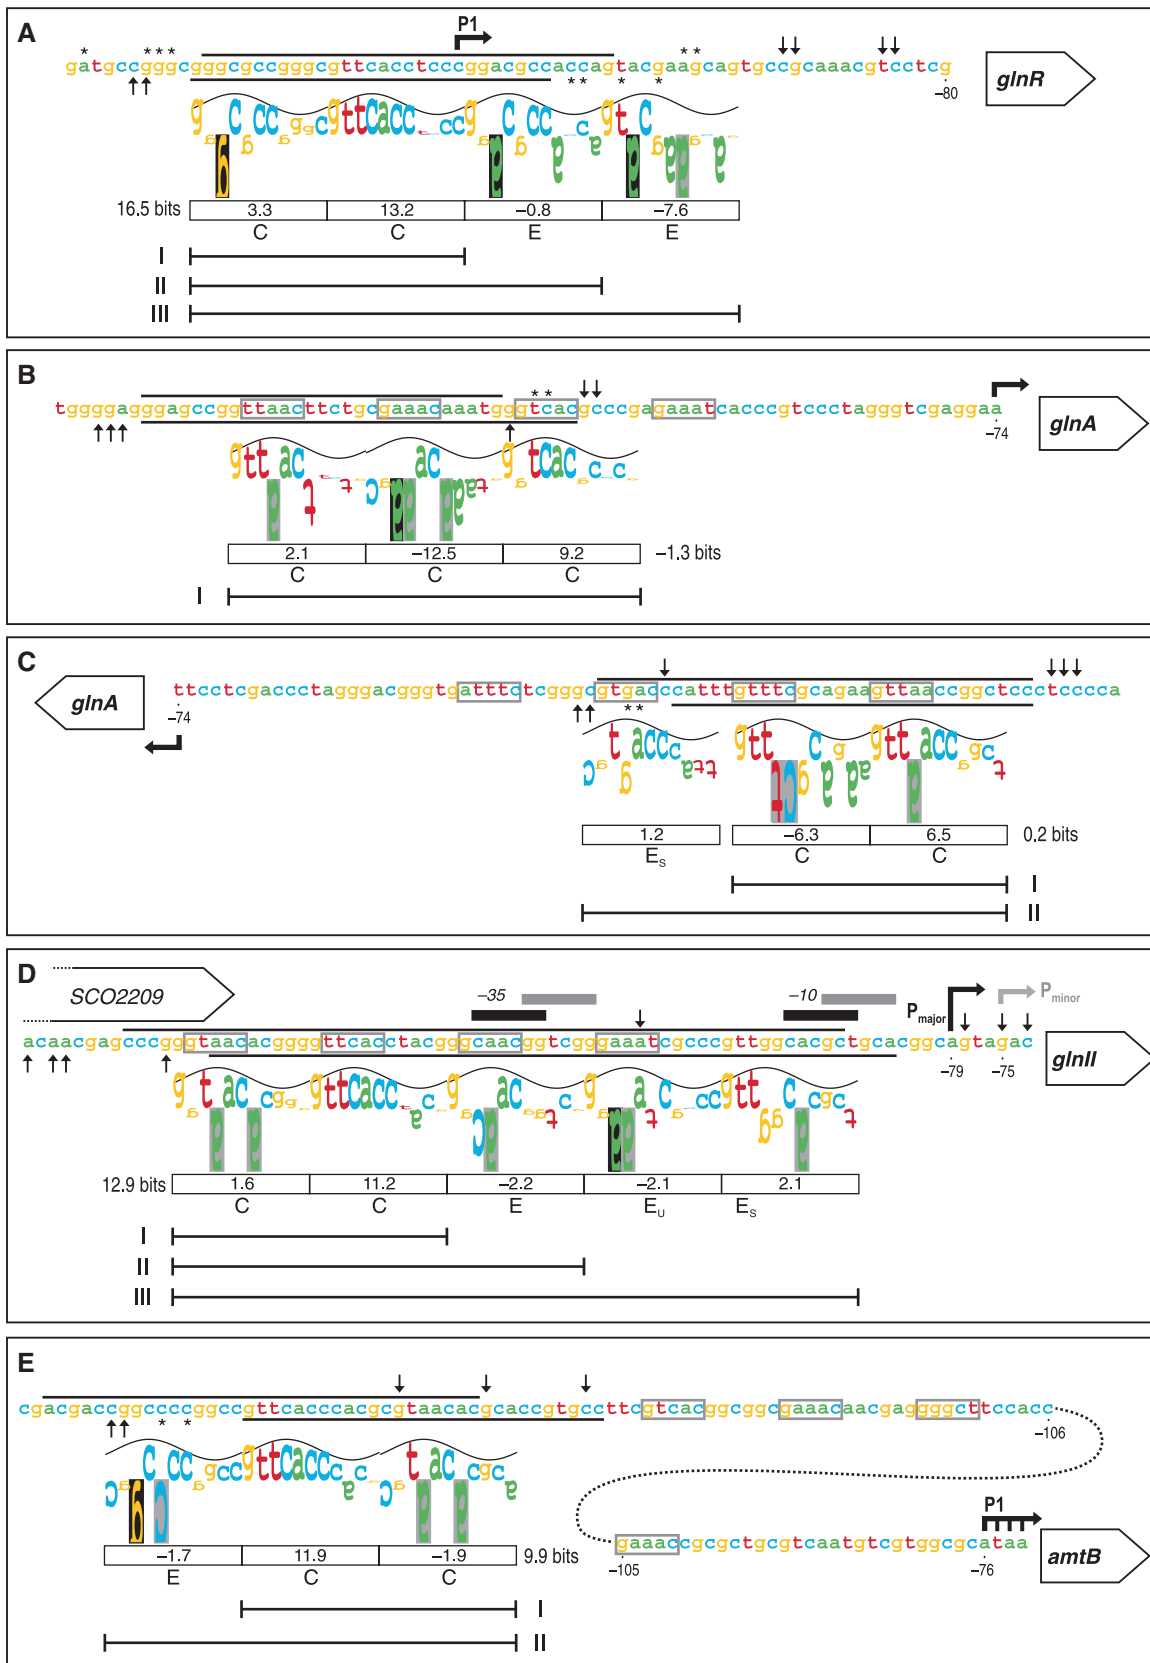 A
P1
gatgccgggcgggcgccgggcgttcacctcccggacgccaccagtacgaagcagtgccgcaaacgtcctcg
-80
glnR
16.5 bits 3.3 13.2 -0.8 -7.6
C C E E
I
II
III
B
tggggagggagccggttaacttctgcgaaacaaatgggtcacgcccgagaaatcacccgtccctagggtcgaggaa
-74
glnA
2.1 -12.5 9.2 -1.3 bits
C C C
I
C
glnA
ttcctcgaccctagggacgggtgatttctcgggcgtgacccatttgtttcgcagaagttaaccggctccctcccca
-74
1.2 -6.3 6.5 0.2 bits
Es C C
I
II
D
SCO2209
-35 -10
Pmajor Pminor
acaacgagcccgggtaacacggggttcacctacgggcaacggtcgggaaatcgcccgttggcacgctgcacggcagtagac
-79 -75
glnII
12.9 bits 1.6 11.2 -2.2 -2.1 2.1
C C E EU Es
I
II
III
E
cgacgaccggccccggccgttcacccacgcgtaacacgcaccgtgccttcgtcacggcggcgaaacaacgaggggcttccacc
-106
P1
gaaaccgcgctgcgtcaatgtcgtggcgcataa
-105 -76
amtB
-1.7 11.9 -1.9 9.9 bits
E C C
I
II